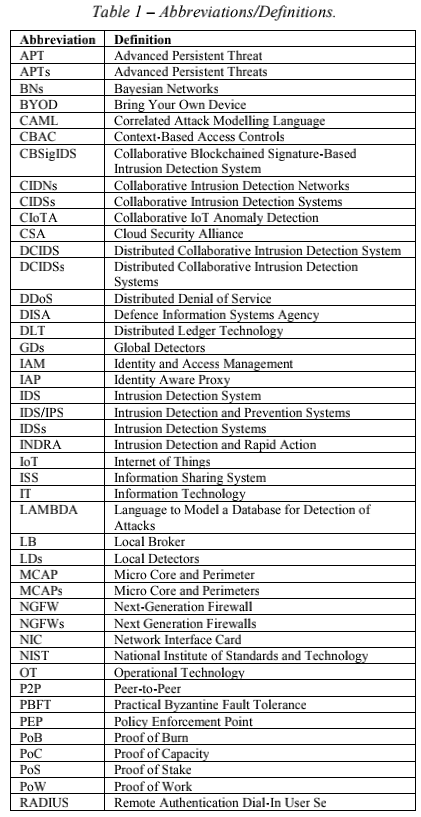 Table 1 – Abbreviations/Definitions.
Abbreviation Definition
APT Advanced Persistent Threat
APTs Advanced Persistent Threats
BNs Bayesian Networks
BYOD Bring Your Own Device
CAML Correlated Attack Modelling Language
CBAC Context-Based Access Controls
CBSigIDS Collaborative Blockchained Signature-Based
Intrusion Detection System
CIDNs Collaborative Intrusion Detection Networks
CIDSs Collaborative Intrusion Detection Systems
CIoTA Collaborative IoT Anomaly Detection
CSA Cloud Security Alliance
DCIDS Distributed Collaborative Intrusion Detection System
DCIDSs Distributed Collaborative Intrusion Detection
Systems
DDoS Distributed Denial of Service
DISA Defence Information Systems Agency
DLT Distributed Ledger Technology
GDs Global Detectors
IAM Identity and Access Management
IAP Identity Aware Proxy
IDS Intrusion Detection System
IDS/IPS Intrusion Detection and Prevention Systems
IDSs Intrusion Detection Systems
INDRA Intrusion Detection and Rapid Action
IoT Internet of Things
ISS Information Sharing System
IT Information Technology
LAMBDA Language to Model a Database for Detection of
Attacks
LB Local Broker
LDs Local Detectors
MCAP Micro Core and Perimeter
MCAPs Micro Core and Perimeters
NGFW Next-Generation Firewall
NGFWs Next Generation Firewalls
NIC Network Interface Card
NIST National Institute of Standards and Technology
OT Operational Technology
P2P Peer-to-Peer
PBFT Practical Byzantine Fault Tolerance
PEP Policy Enforcement Point
PoB Proof of Burn
PoC Proof of Capacity
PoS Proof of Stake
PoW Proof of Work
RADIUS Remote Authentication Dial-In User Se